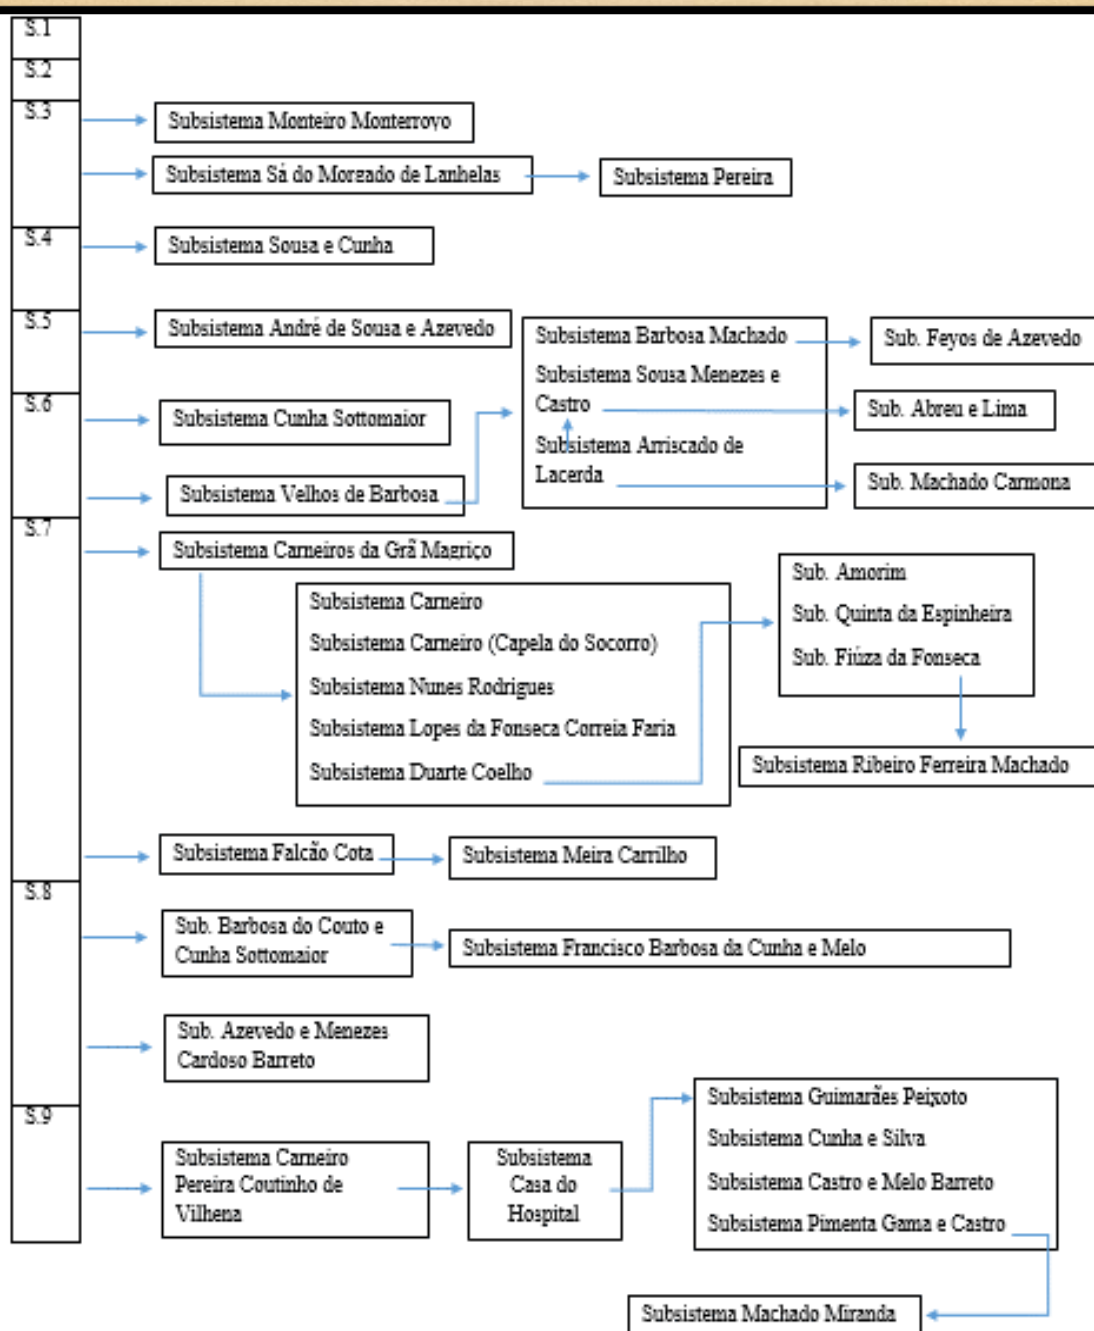 S.1
S.2
S.3
Subsistema Monteiro Monterroyo
Subsistema Sá do Morgado de Lanhelas
Subsistema Pereira
S.4
Subsistema Sousa e Cunha
S.5
Subsistema André de Sousa e Azevedo
Subsistema Barbosa Machado
Sub. Feyos de Azevedo
Subsistema Sousa Menezes e
Castro
S.6
Subsistema Cunha Sottomaior
Sub. Abreu e Lima
Subsistema Arriscado de
Lacerda
Subsistema Velhos de Barbosa
Sub. Machado Carmona
S.7
Subsistema Carneiros da Grã Magriço
Subsistema Carneiro
Subsistema Carneiro (Capela do Socorro)
Subsistema Nunes Rodrigues
Subsistema Lopes da Fonseca Correia Faria
Subsistema Duarte Coelho
Sub. Amorim
Sub. Quinta da Espinheira
Sub. Fiúza da Fonseca
Subsistema Ribeiro Ferreira Machado
Subsistema Falcão Cota
Subsistema Meira Carrilho
S.8
Sub. Barbosa do Couto e
Cunha Sottomaior
Subsistema Francisco Barbosa da Cunha e Melo
Sub. Azevedo e Menezes
Cardoso Barreto
S.9
Subsistema Carneiro
Pereira Coutinho de
Vilhena
Subsistema
Casa do
Hospital
Subsistema Guimarães Peixoto
Subsistema Cunha e Silva
Subsistema Castro e Melo Barreto
Subsistema Pimenta Gama e Castro
Subsistema Machado Miranda